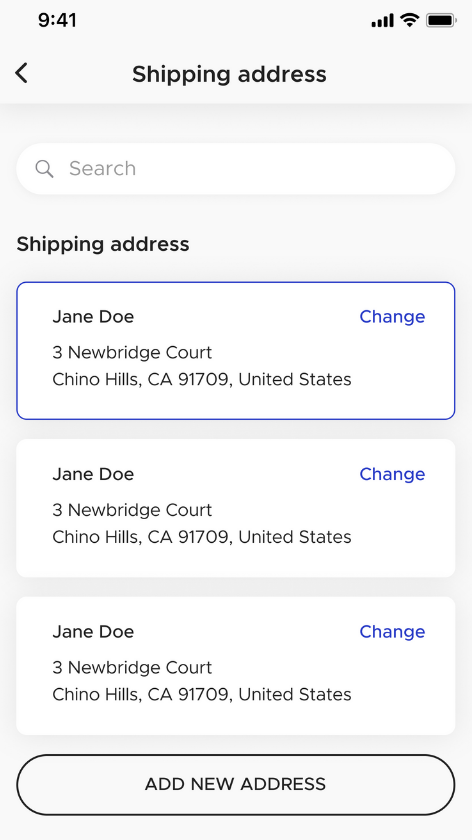 9:41
Shipping address
Search
Shipping address
Jane Doe
Change
3 Newbridge Court
Chino Hills, CA 91709, United States
Jane Doe
Change
3 Newbridge Court
Chino Hills, CA 91709, United States
Jane Doe
Change
3 Newbridge Court
Chino Hills, CA 91709, United States
ADD NEW ADDRESS